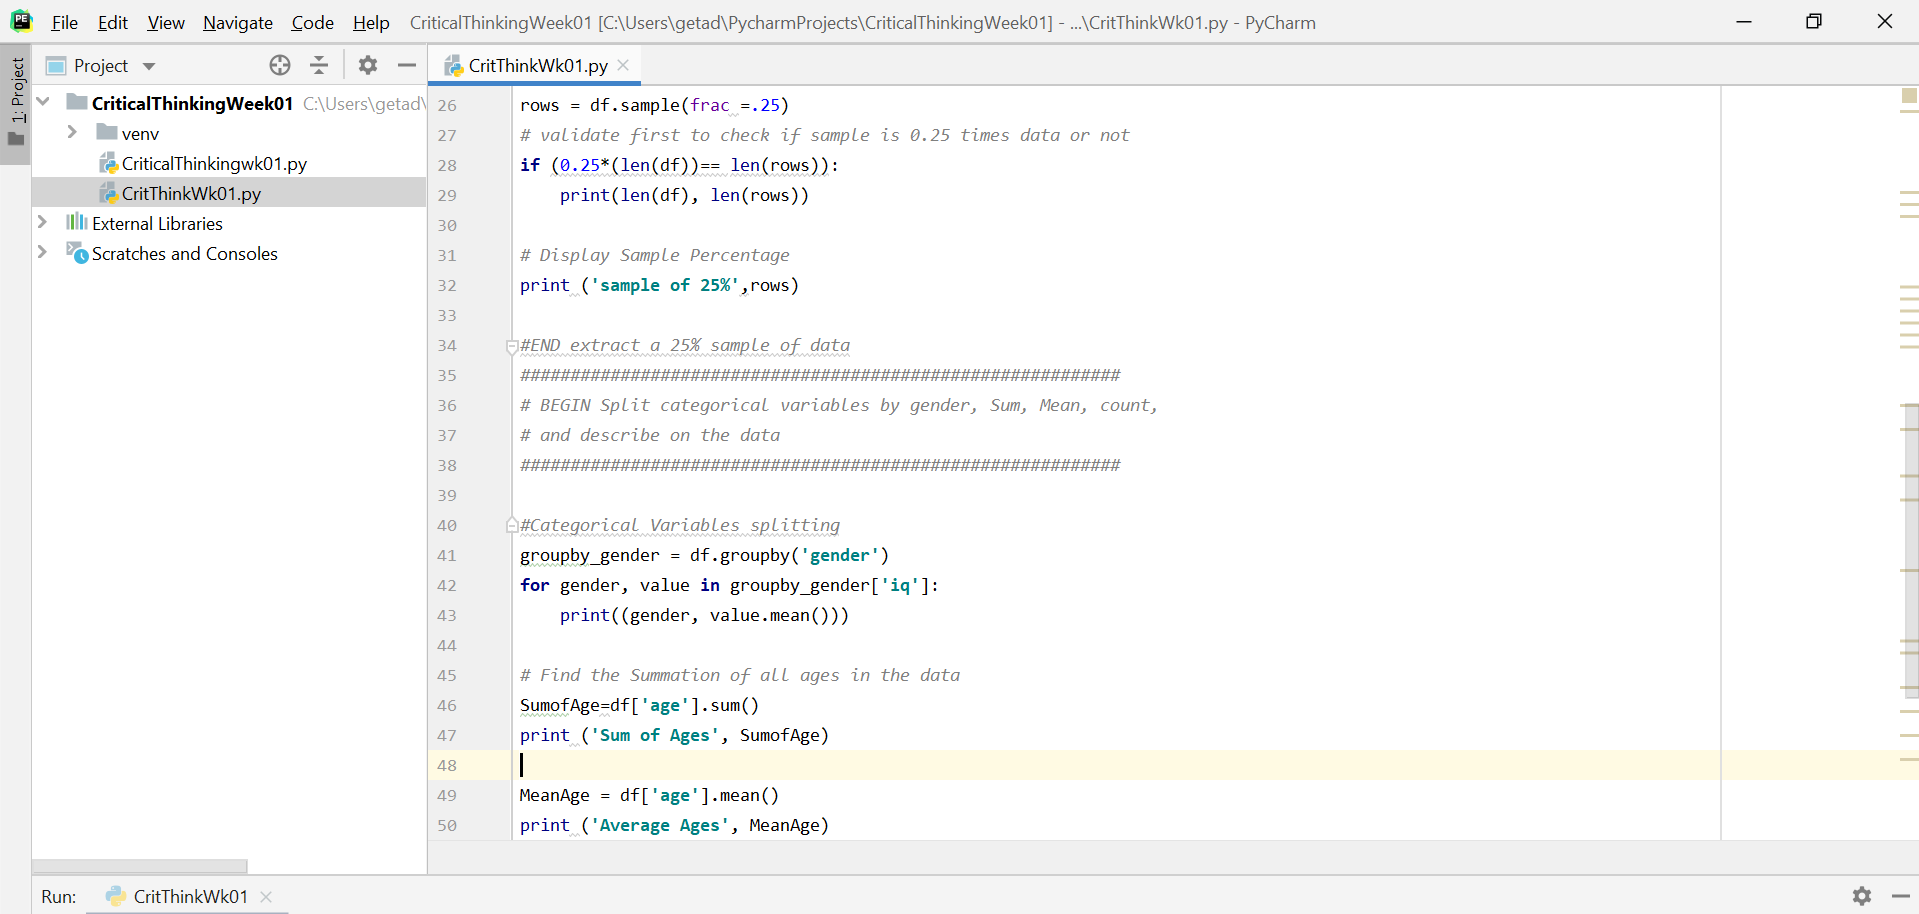 PE File Edit View Navigate Code Help CriticalThinkingWeek01 [C:\Users\getad\PycharmProjects\CriticalThinkingWeek01] - ...\CritThinkWk01.py - PyCharm
1: Project
Project
CriticalThinkingWeek01 C:\Users\getad\
venv
CriticalThinkingwk01.py
CritThinkWk01.py
External Libraries
Scratches and Consoles
CritThinkWk01.py
26 rows = df.sample(frac =.25)
27 # validate first to check if sample is 0.25 times data or not
28 if (0.25*(len(df))== len(rows)):
29     print(len(df), len(rows))
30
31 # Display Sample Percentage
32 print ('sample of 25%',rows)
33
34 #END extract a 25% sample of data
35 ############################################################
36 # BEGIN Split categorical variables by gender, Sum, Mean, count,
37 # and describe on the data
38 ############################################################
39
40 #Categorical Variables splitting
41 groupby_gender = df.groupby('gender')
42 for gender, value in groupby_gender['iq']:
43     print((gender, value.mean()))
44
45 # Find the Summation of all ages in the data
46 SumofAge=df['age'].sum()
47 print ('Sum of Ages', SumofAge)
48
49 MeanAge = df['age'].mean()
50 print ('Average Ages', MeanAge)
Run: CritThinkWk01